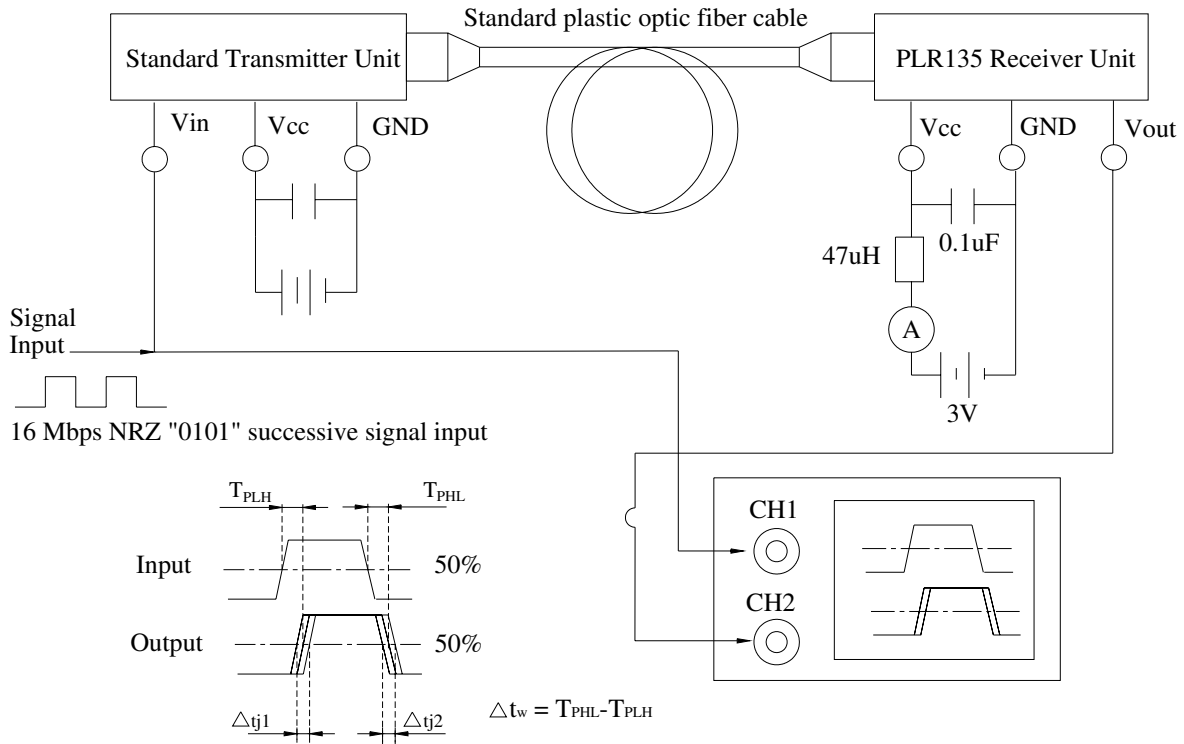 Standard plastic optic fiber cable
Standard Transmitter Unit
PLR135 Receiver Unit
Vin
Vcc
GND
Vcc
GND
Vout
47uH
0.1uF
A
3V
Signal
Input
16 Mbps NRZ "0101" successive signal input
TPLH
TPHL
Input
50%
Output
50%
△tj1
△tj2
△tw = TPHL-TPLH
CH1
CH2